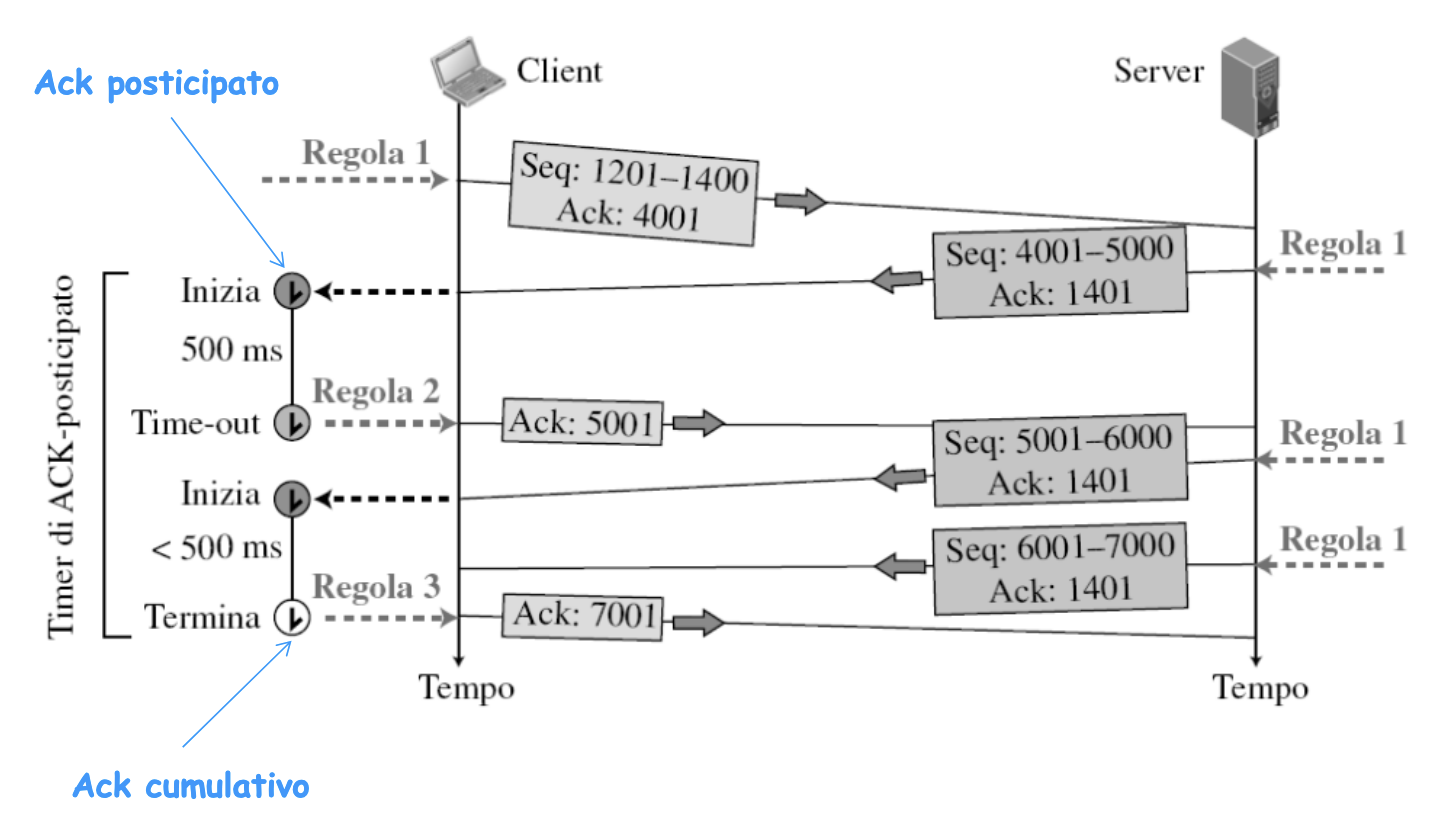 Ack posticipato
Client
Server
Regola 1
Seq: 1201–1400
Ack: 4001
Seq: 4001–5000
Ack: 1401
Regola 1
Timer di ACK-posticipato
Inizia
500 ms
Time-out
Regola 2
Ack: 5001
Seq: 5001–6000
Ack: 1401
Regola 1
Inizia
< 500 ms
Seq: 6001–7000
Ack: 1401
Regola 1
Termina
Regola 3
Ack: 7001
Tempo
Tempo
Ack cumulativo